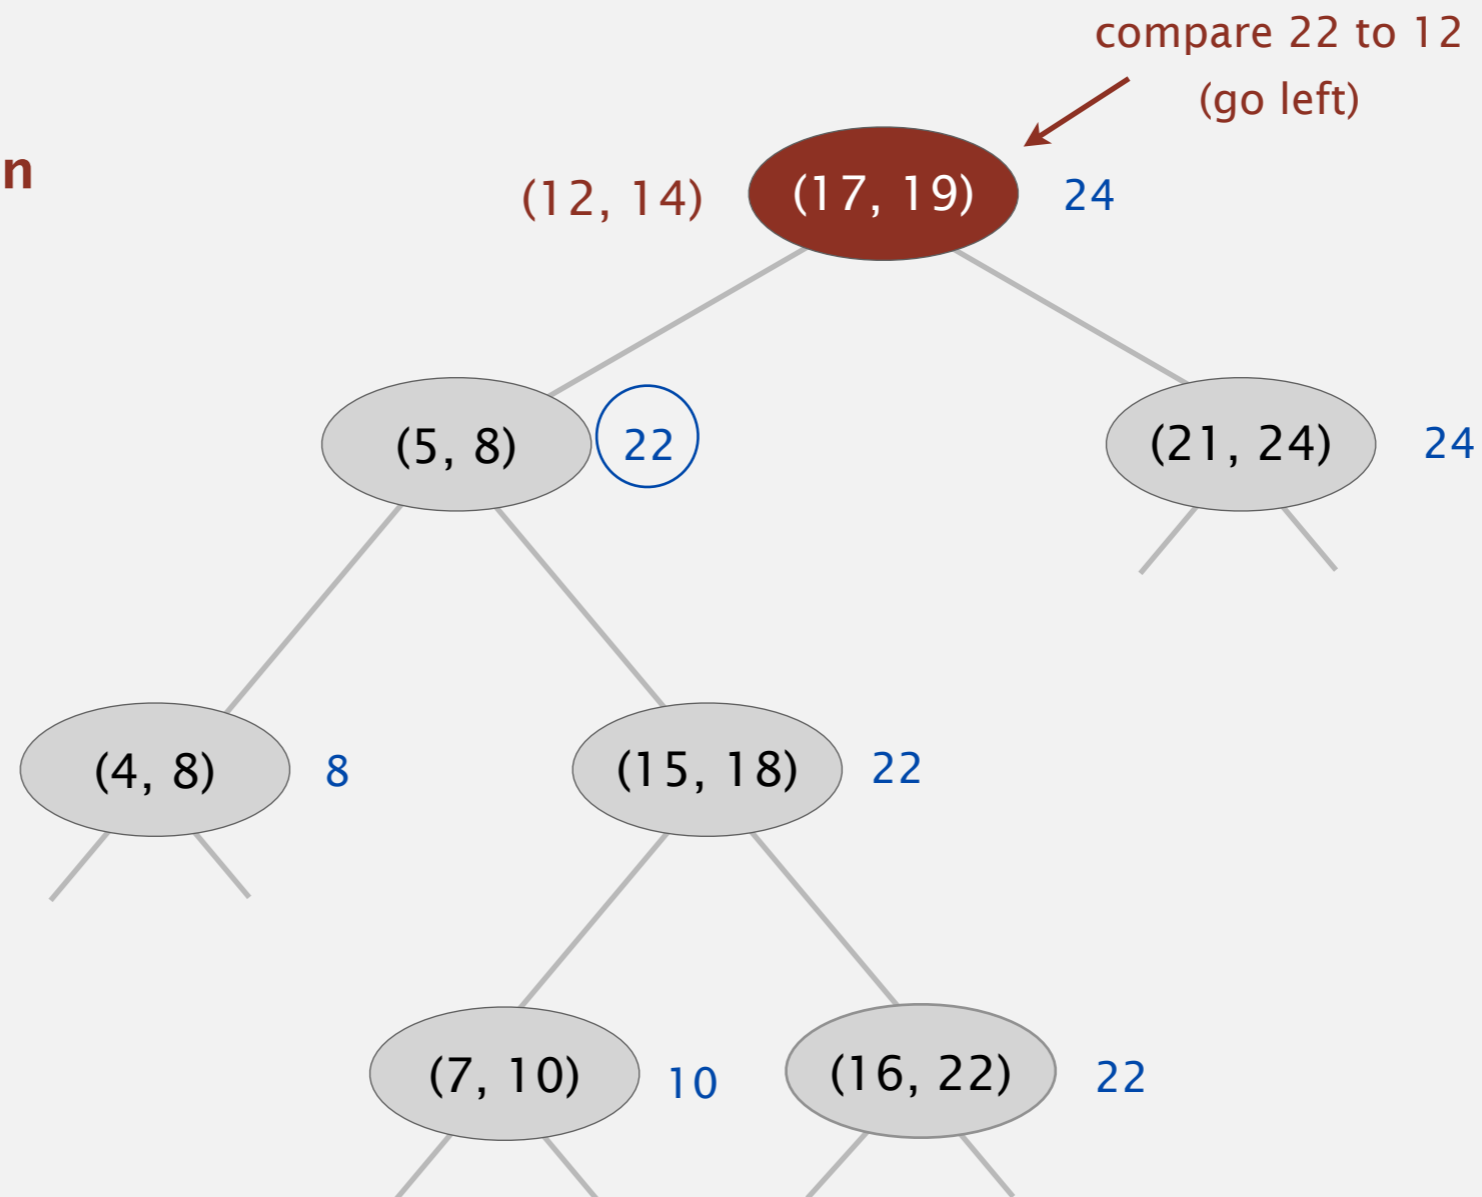 compare 22 to 12
(go left)
n
(12, 14) (17, 19) 24
(5, 8) 22 (21, 24) 24
(4, 8) 8 (15, 18) 22
(7, 10) 10 (16, 22) 22